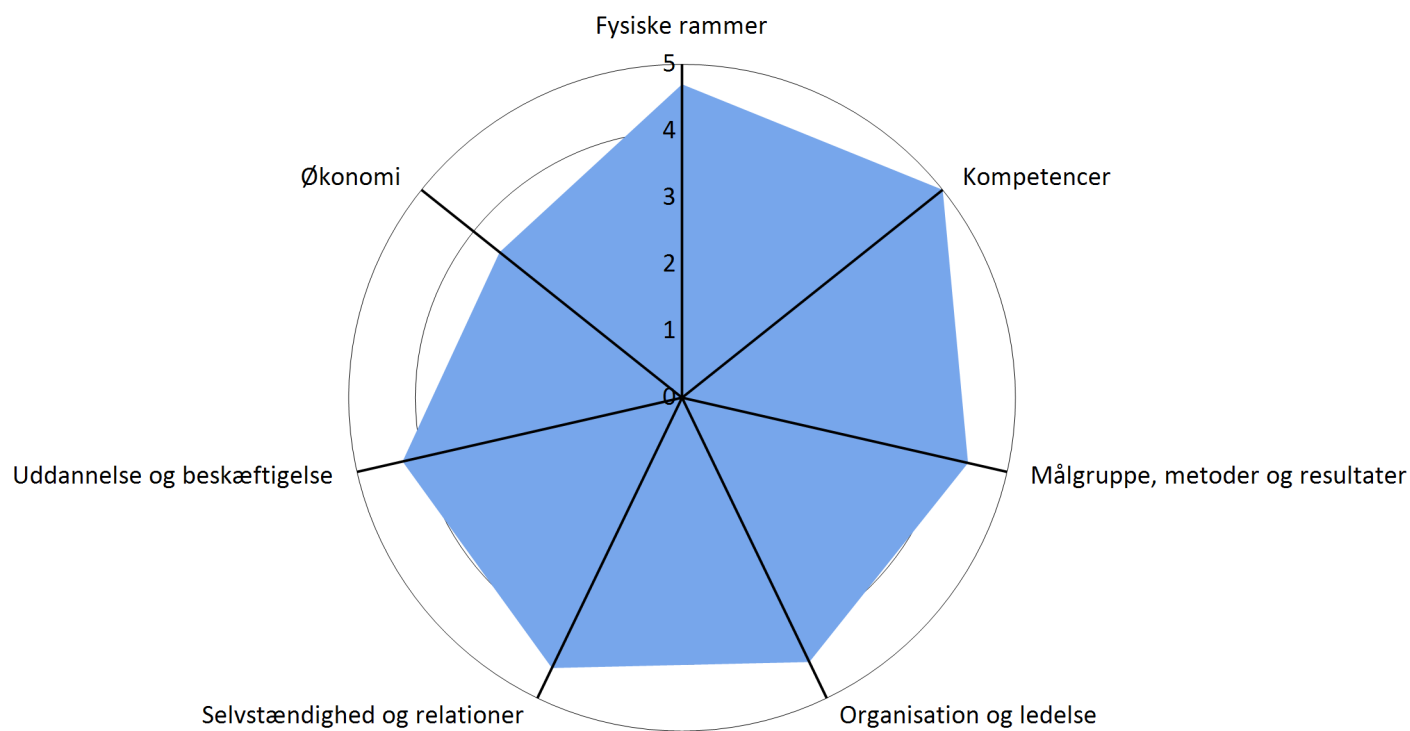 Fysiske rammer
5
4
Økonomi
Kompetencer
3
2
1
0
Uddannelse og beskæftigelse
Målgruppe, metoder og resultater
Selvstændighed og relationer
Organisation og ledelse